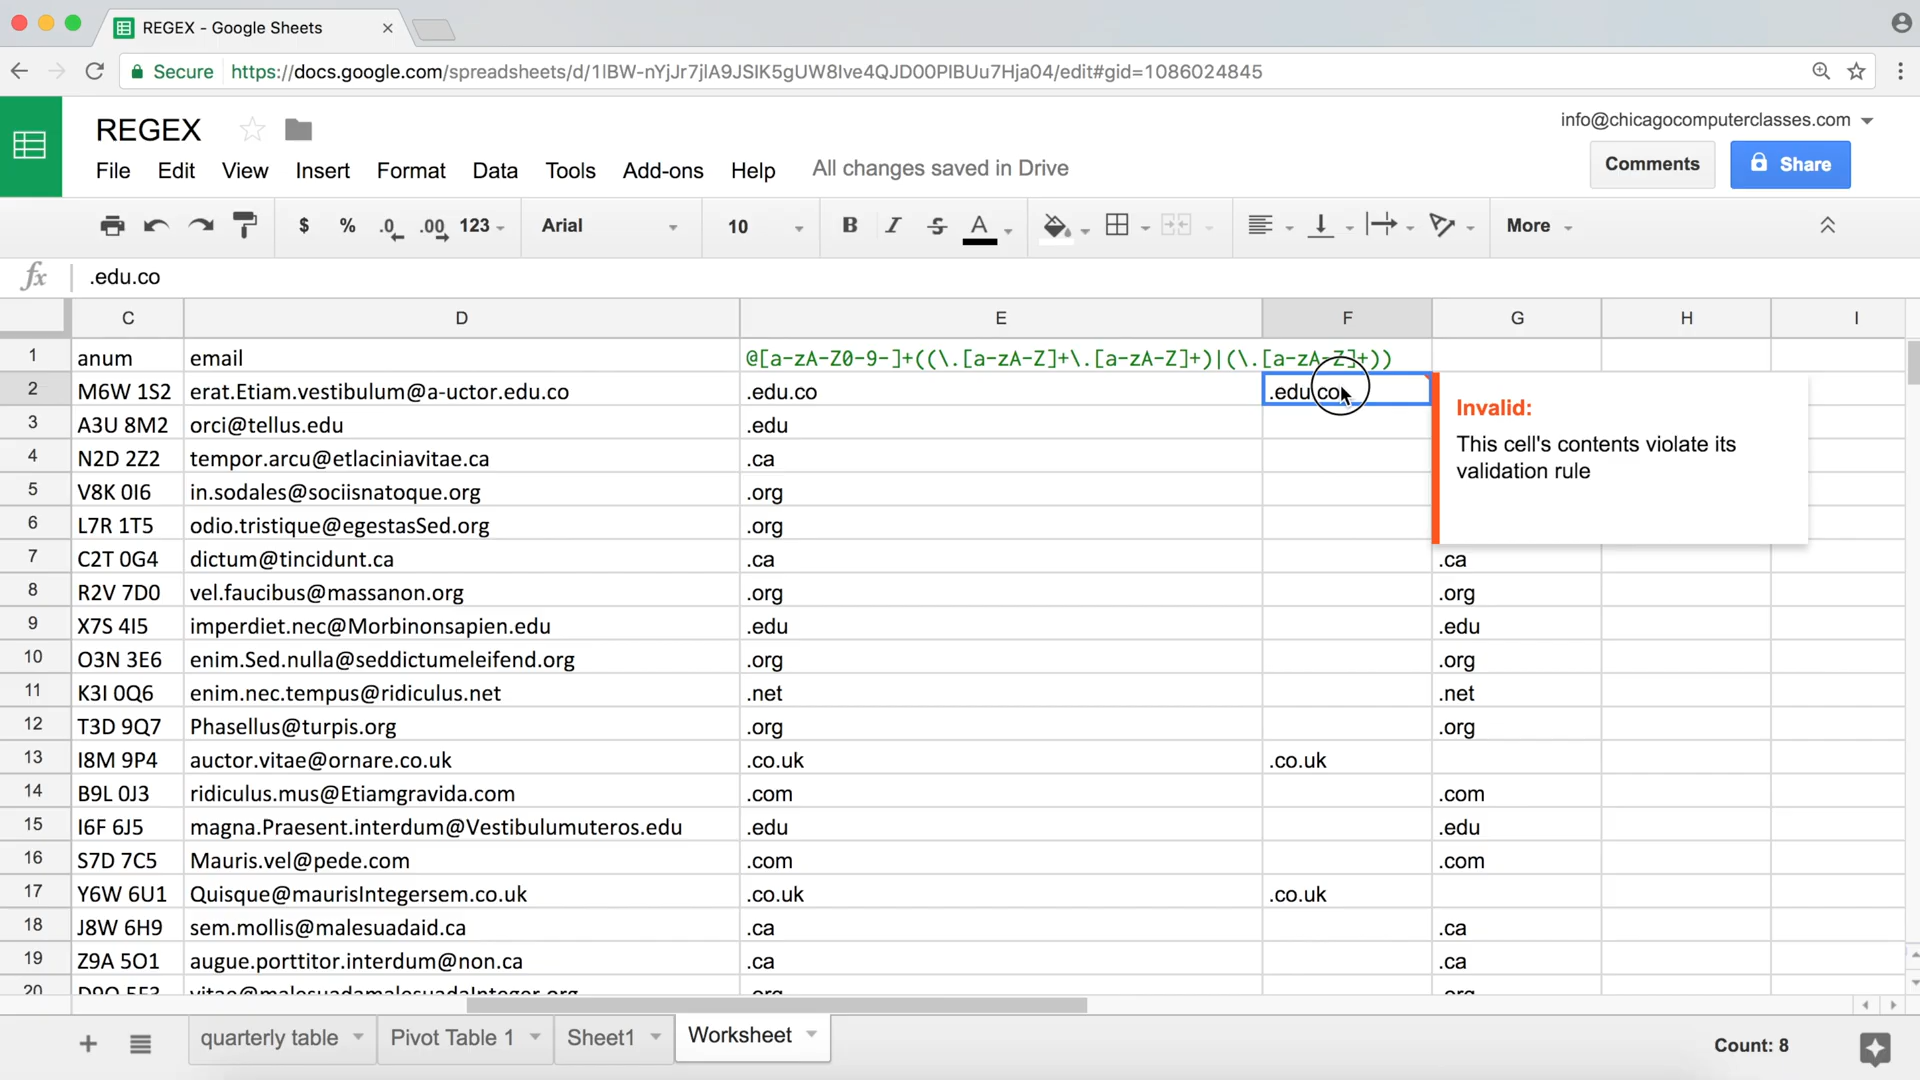 REGEX - Google Sheets
Secure
https://docs.google.com/spreadsheets/d/1lBW-nYjJr7jlA9JSIK5gUW8Ive4QJD00PIBUu7Hja04/edit#gid=1086024845
REGEX
info@chicagocomputerclasses.com
File Edit View Insert Format Data Tools Add-ons Help All changes saved in Drive
Comments Share
$ % .0 .00 123 Arial 10 B I S A More
fx .edu.co
C D E F G H I
1 anum email @[a-zA-Z0-9-]+((\.[a-zA-Z]+\.[a-zA-Z]+)|(\.[a-zA-Z]+))
2 M6W 1S2 erat.Etiam.vestibulum@a-uctor.edu.co .edu.co .edu.co
Invalid:
This cell's contents violate its
validation rule
3 A3U 8M2 orci@tellus.edu .edu
4 N2D 2Z2 tempor.arcu@etlaciniavitae.ca .ca
5 V8K 0I6 in.sodales@sociisnatoque.org .org
6 L7R 1T5 odio.tristique@egestasSed.org .org
7 C2T 0G4 dictum@tincidunt.ca .ca .ca
8 R2V 7D0 vel.faucibus@massanon.org .org .org
9 X7S 4I5 imperdiet.nec@Morbinonsapien.edu .edu .edu
10 O3N 3E6 enim.Sed.nulla@seddictumeleifend.org .org .org
11 K3I 0Q6 enim.nec.tempus@ridiculus.net .net .net
12 T3D 9Q7 Phasellus@turpis.org .org .org
13 I8M 9P4 auctor.vitae@ornare.co.uk .co.uk .co.uk
14 B9L 0J3 ridiculus.mus@Etiamgravida.com .com .com
15 I6F 6J5 magna.Praesent.interdum@Vestibulumuteros.edu .edu .edu
16 S7D 7C5 Mauris.vel@pede.com .com .com
17 Y6W 6U1 Quisque@maurisIntegersem.co.uk .co.uk .co.uk
18 J8W 6H9 sem.mollis@malesuadaid.ca .ca .ca
19 Z9A 5O1 augue.porttitor.interdum@non.ca .ca .ca
20 vitae@malesuadamalesuadaInteger.org .org .org
quarterly table Pivot Table 1 Sheet1 Worksheet Count: 8